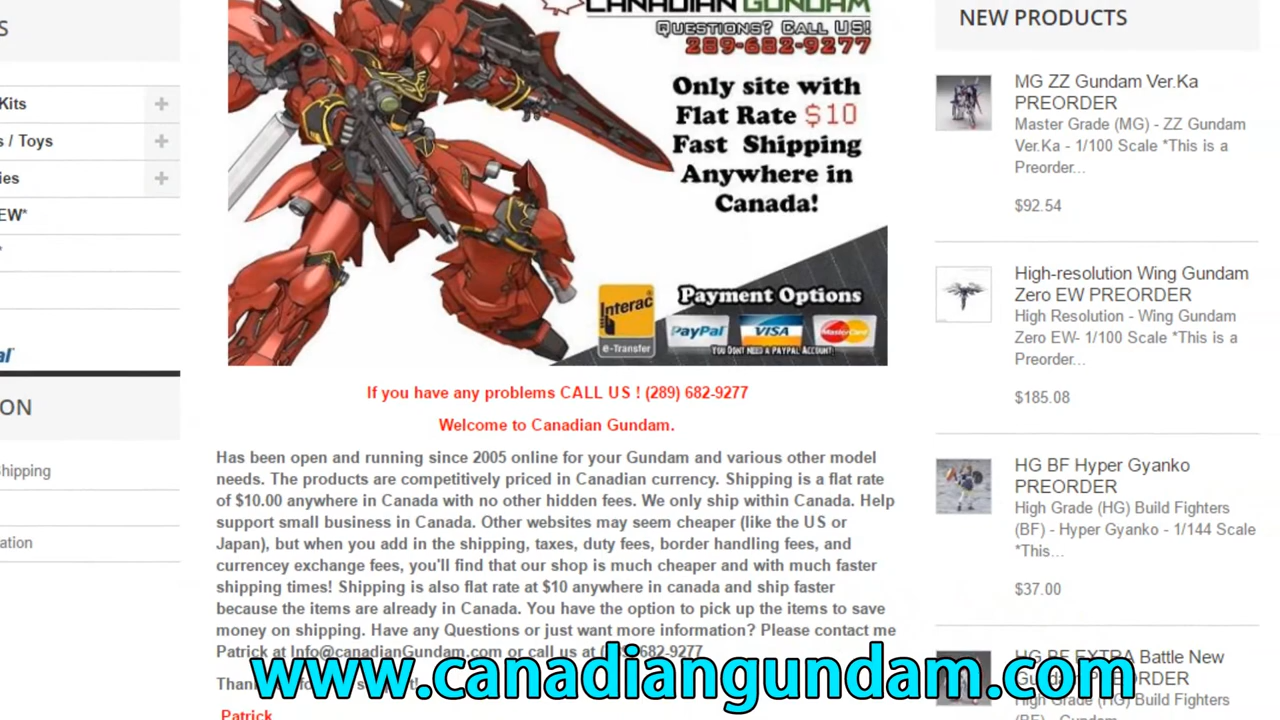 S
Kits
s / Toys
ies
EW*
*
al
ON
Shipping
ation
CANADIAN GUNDAM
Questions? Call US!
289-682-9277
Only site with
Flat Rate $10
Fast Shipping
Anywhere in
Canada!
Interac
e-Transfer
Payment Options
PayPal
VISA
MasterCard
YOU DONT NEED A PAYPAL ACCOUNT!
If you have any problems CALL US ! (289) 682-9277
Welcome to Canadian Gundam.
Has been open and running since 2005 online for your Gundam and various other model
needs. The products are competitively priced in Canadian currency. Shipping is a flat rate
of $10.00 anywhere in Canada with no other hidden fees. We only ship within Canada. Help
support small business in Canada. Other websites may seem cheaper (like the US or
Japan), but when you add in the shipping, taxes, duty fees, border handling fees, and
currencey exchange fees, you'll find that our shop is much cheaper and with much faster
shipping times! Shipping is also flat rate at $10 anywhere in canada and ship faster
because the items are already in Canada. You have the option to pick up the items to save
money on shipping. Have any Questions or just want more information? Please contact me
Patrick at Info@canadianGundam.com or call us at 682-9277
Patrick
www.canadiangundam.com
NEW PRODUCTS
MG ZZ Gundam Ver.Ka
PREORDER
Master Grade (MG) - ZZ Gundam
Ver.Ka - 1/100 Scale *This is a
Preorder...
$92.54
High-resolution Wing Gundam
Zero EW PREORDER
High Resolution - Wing Gundam
Zero EW- 1/100 Scale *This is a
Preorder...
$185.08
HG BF Hyper Gyanko
PREORDER
High Grade (HG) Build Fighters
(BF) - Hyper Gyanko - 1/144 Scale
*This...
$37.00
HG BF EXTRA Battle New
PREORDER
High Grade (HG) Build Fighters